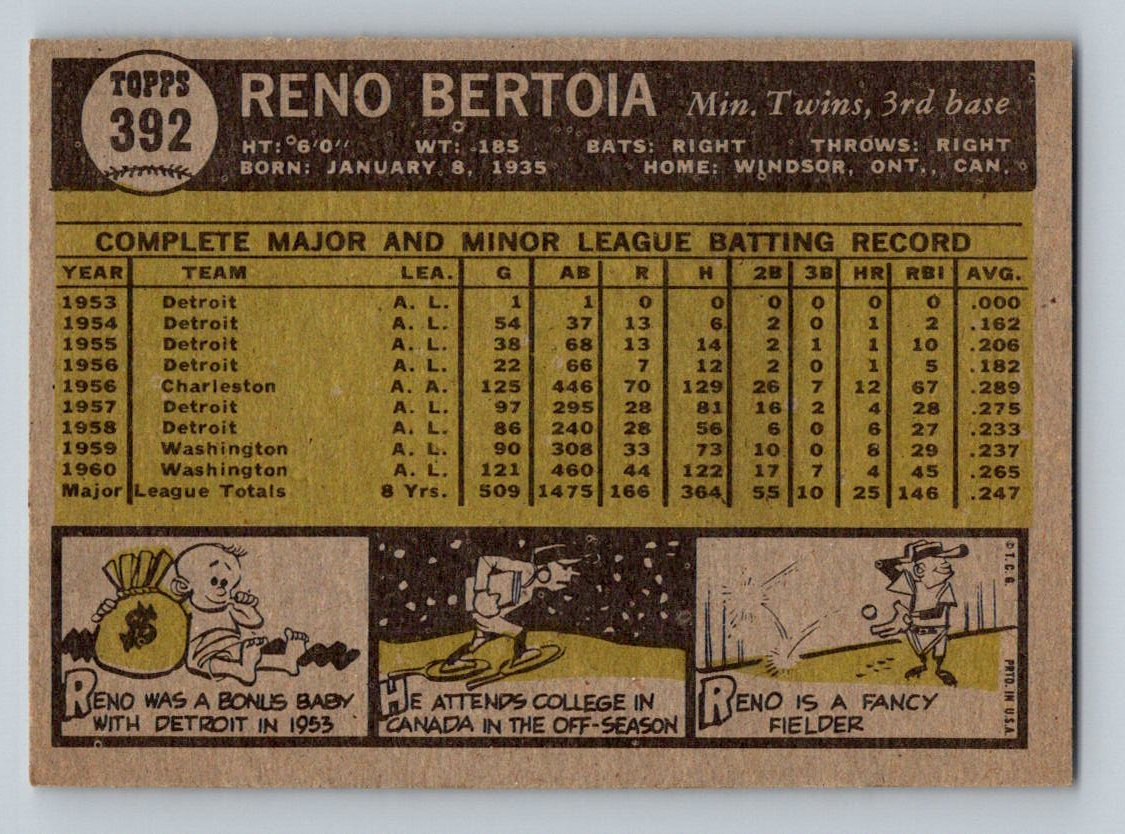 TOPPS
392
RENO BERTOIA Min. Twins, 3rd base
HT: 6'0" WT: 185 BATS: RIGHT THROWS: RIGHT
BORN: JANUARY 8, 1935 HOME: WINDSOR, ONT., CAN.
COMPLETE MAJOR AND MINOR LEAGUE BATTING RECORD
YEAR TEAM LEA. G AB R H 2B 3B HR RBI AVG.
1953 Detroit A. L. 1 1 0 0 0 0 0 0 .000
1954 Detroit A. L. 54 37 13 6 2 0 1 2 .162
1955 Detroit A. L. 38 68 13 14 2 1 1 10 .206
1956 Detroit A. L. 22 66 7 12 2 0 1 5 .182
1956 Charleston A. A. 125 446 70 129 26 7 12 67 .289
1957 Detroit A. L. 97 295 28 81 16 2 4 28 .275
1958 Detroit A. L. 86 240 28 56 6 0 6 27 .233
1959 Washington A. L. 90 308 33 73 10 0 8 29 .237
1960 Washington A. L. 121 460 44 122 17 7 4 45 .265
Major League Totals 8 Yrs. 509 1475 166 364 55 10 25 146 .247
$
RENO WAS A BONUS BABY
WITH DETROIT IN 1953
HE ATTENDS COLLEGE IN
CANADA IN THE OFF-SEASON
RENO IS A FANCY
FIELDER
© T. C. G.
PRTD. IN U.S.A.